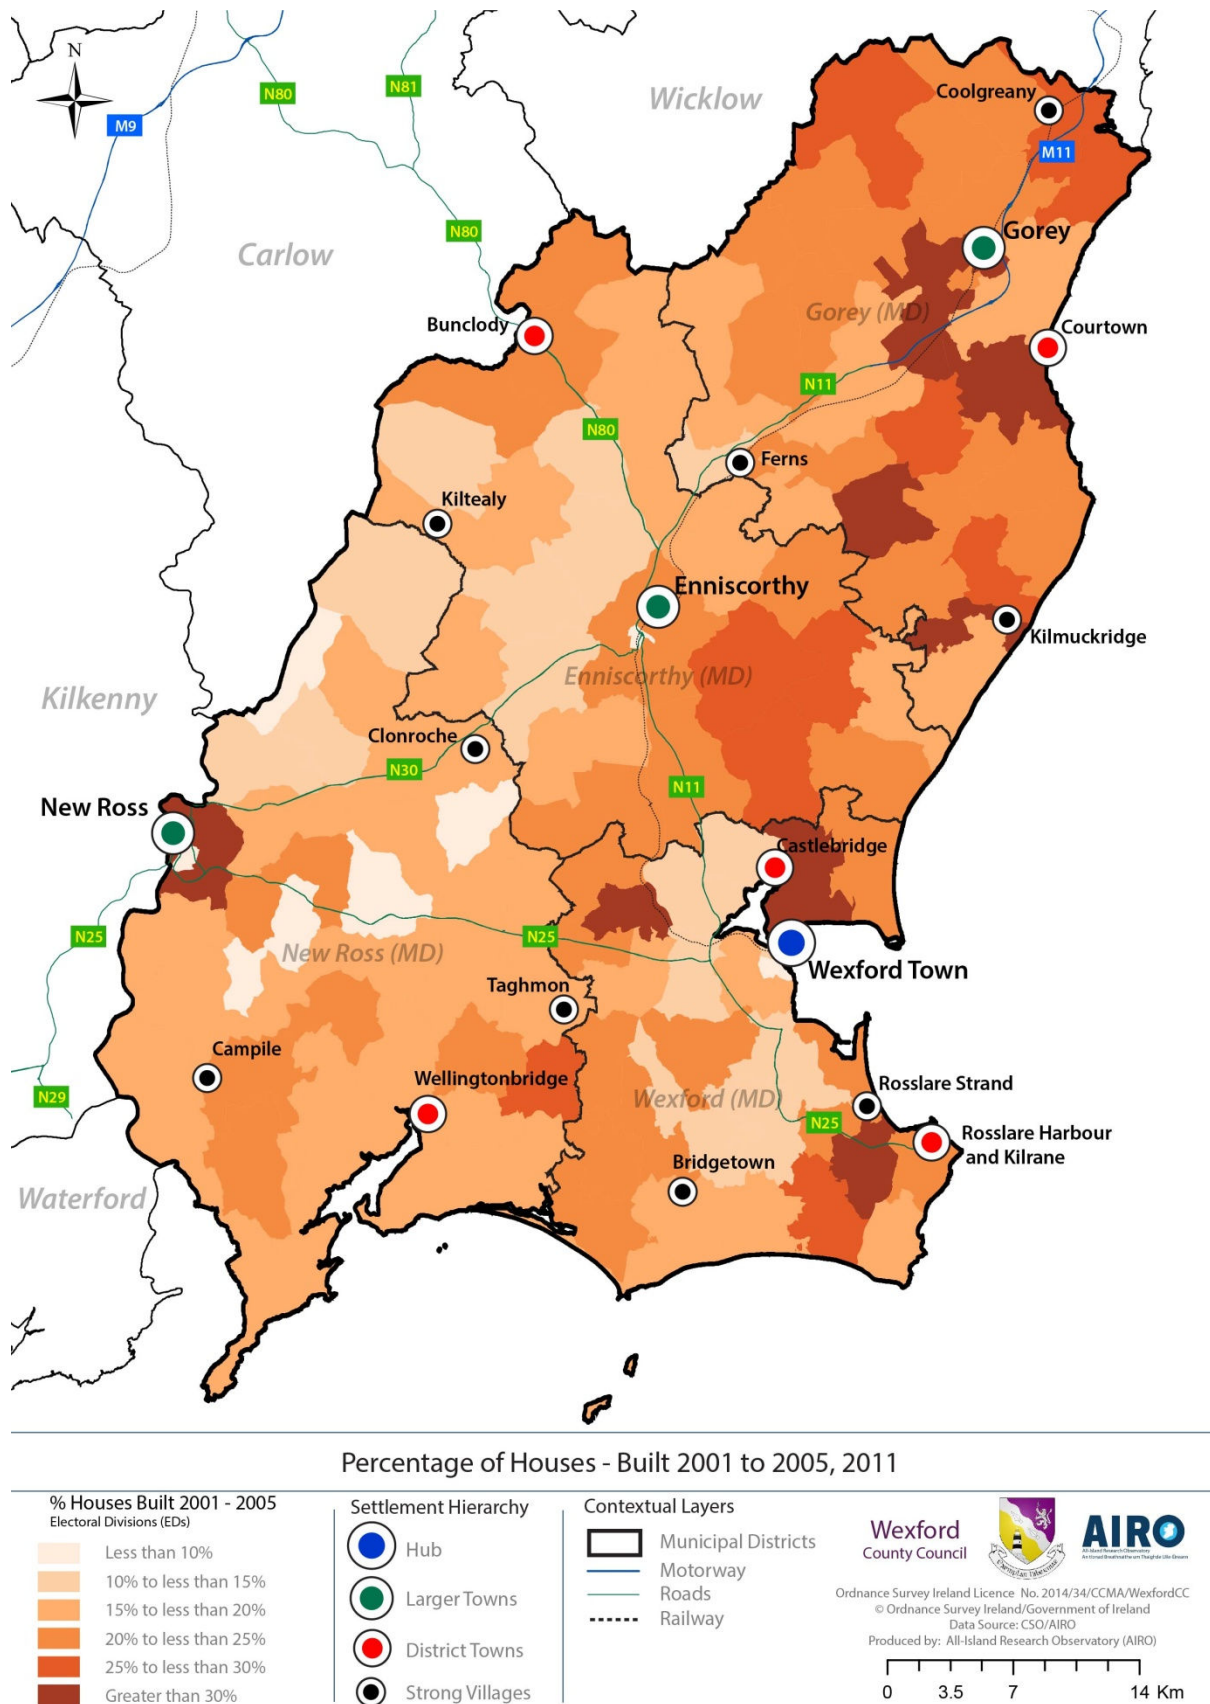 N
Wicklow
Coolgreany
N80
N81
M9
M11
N80
Gorey
Carlow
Gorey (MD)
Bunclody
Courtown
N11
N80
Ferns
Kiltealy
Enniscorthy
Kilmuckridge
Enniscorthy (MD)
Kilkenny
Clonroche
N30
N11
New Ross
Castlebridge
N25
N25
New Ross (MD)
Wexford Town
Taghmon
Campile
Wellingtonbridge
Rosslare Strand
N29
Wexford (MD)
N25
Rosslare Harbour
and Kilrane
Bridgetown
Waterford
Percentage of Houses - Built 2001 to 2005, 2011
% Houses Built 2001 - 2005
Electoral Divisions (EDs)
Less than 10%
10% to less than 15%
15% to less than 20%
20% to less than 25%
25% to less than 30%
Greater than 30%
Settlement Hierarchy
Hub
Larger Towns
District Towns
Strong Villages
Contextual Layers
Municipal Districts
Motorway
Roads
Railway
Wexford
County Council
AIRO
All-Island Research Observatory
Ordnance Survey Ireland Licence No. 2014/34/CCMA/WexfordCC
© Ordnance Survey Ireland/Government of Ireland
Data Source: CSO/AIRO
Produced by: All-Island Research Observatory (AIRO)
0 3.5 7 14 Km